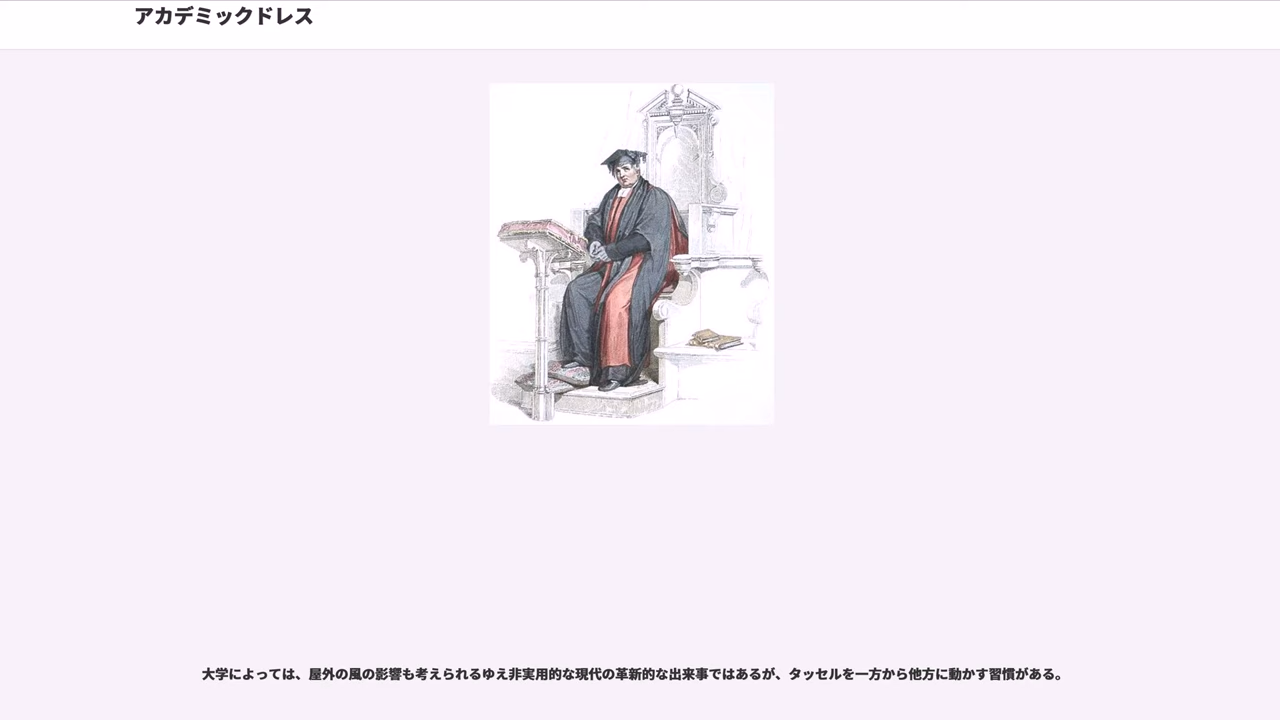 アカデミックドレス
大学によっては、屋外の風の影響も考えられるゆえ非実用的な現代の革新的な出来事ではあるが、タッセルを一方から他方に動かす習慣がある。